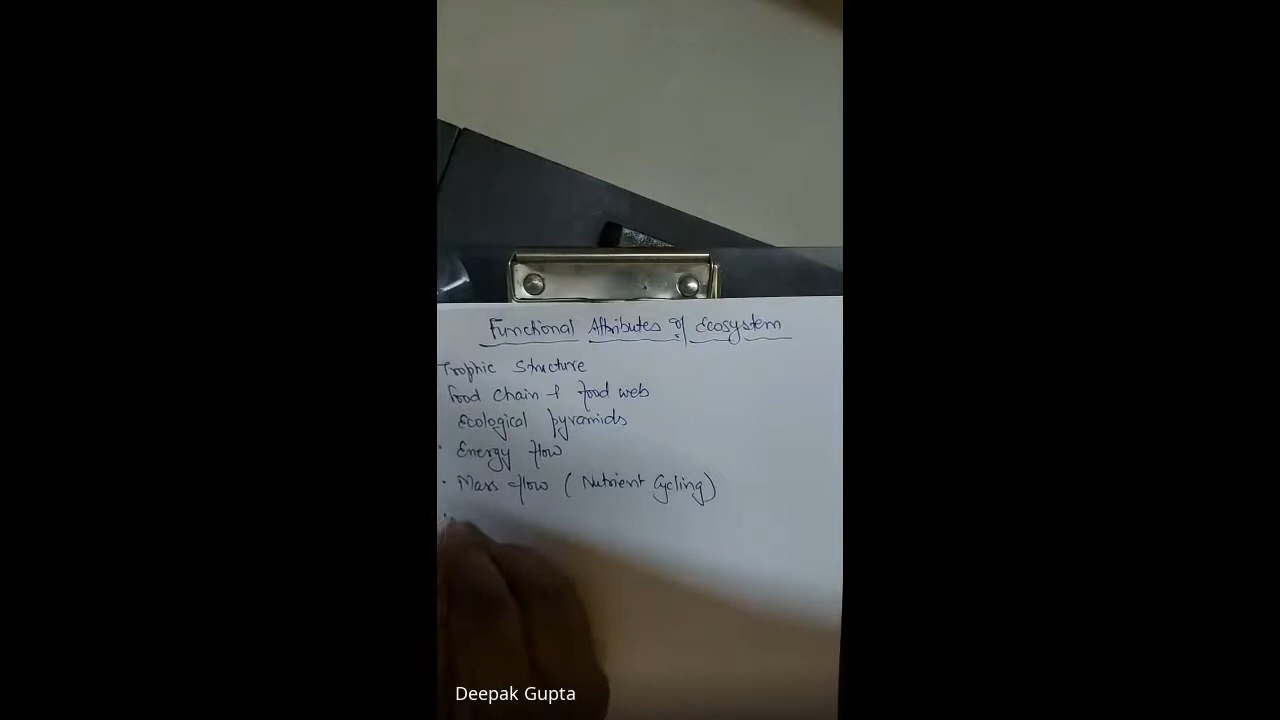 Functional Attributes of Ecosystem
Trophic Structure
Food Chain & food web
Ecological pyramids
• Energy flow
• Mass flow ( Nutrient Cycling)
Deepak Gupta